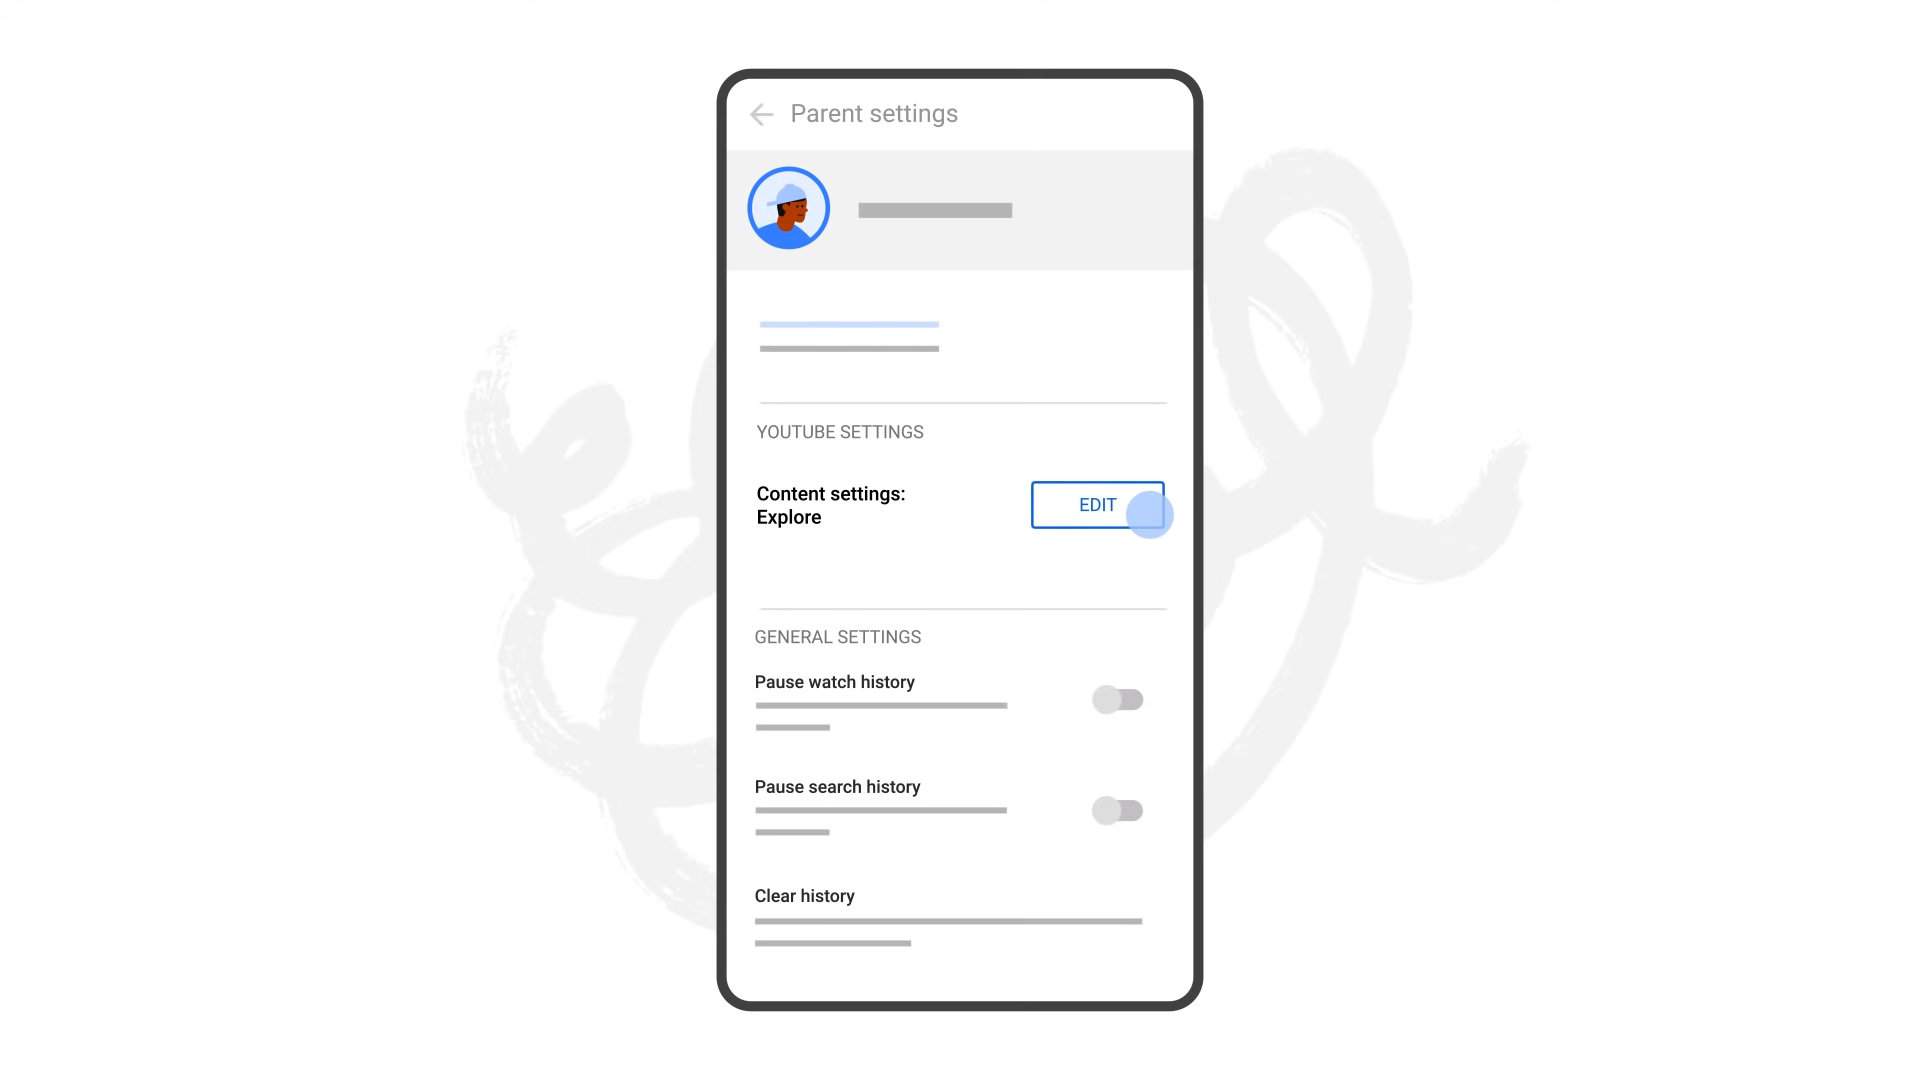 Parent settings
YOUTUBE SETTINGS
Content settings:
Explore
EDIT
GENERAL SETTINGS
Pause watch history
Pause search history
Clear history